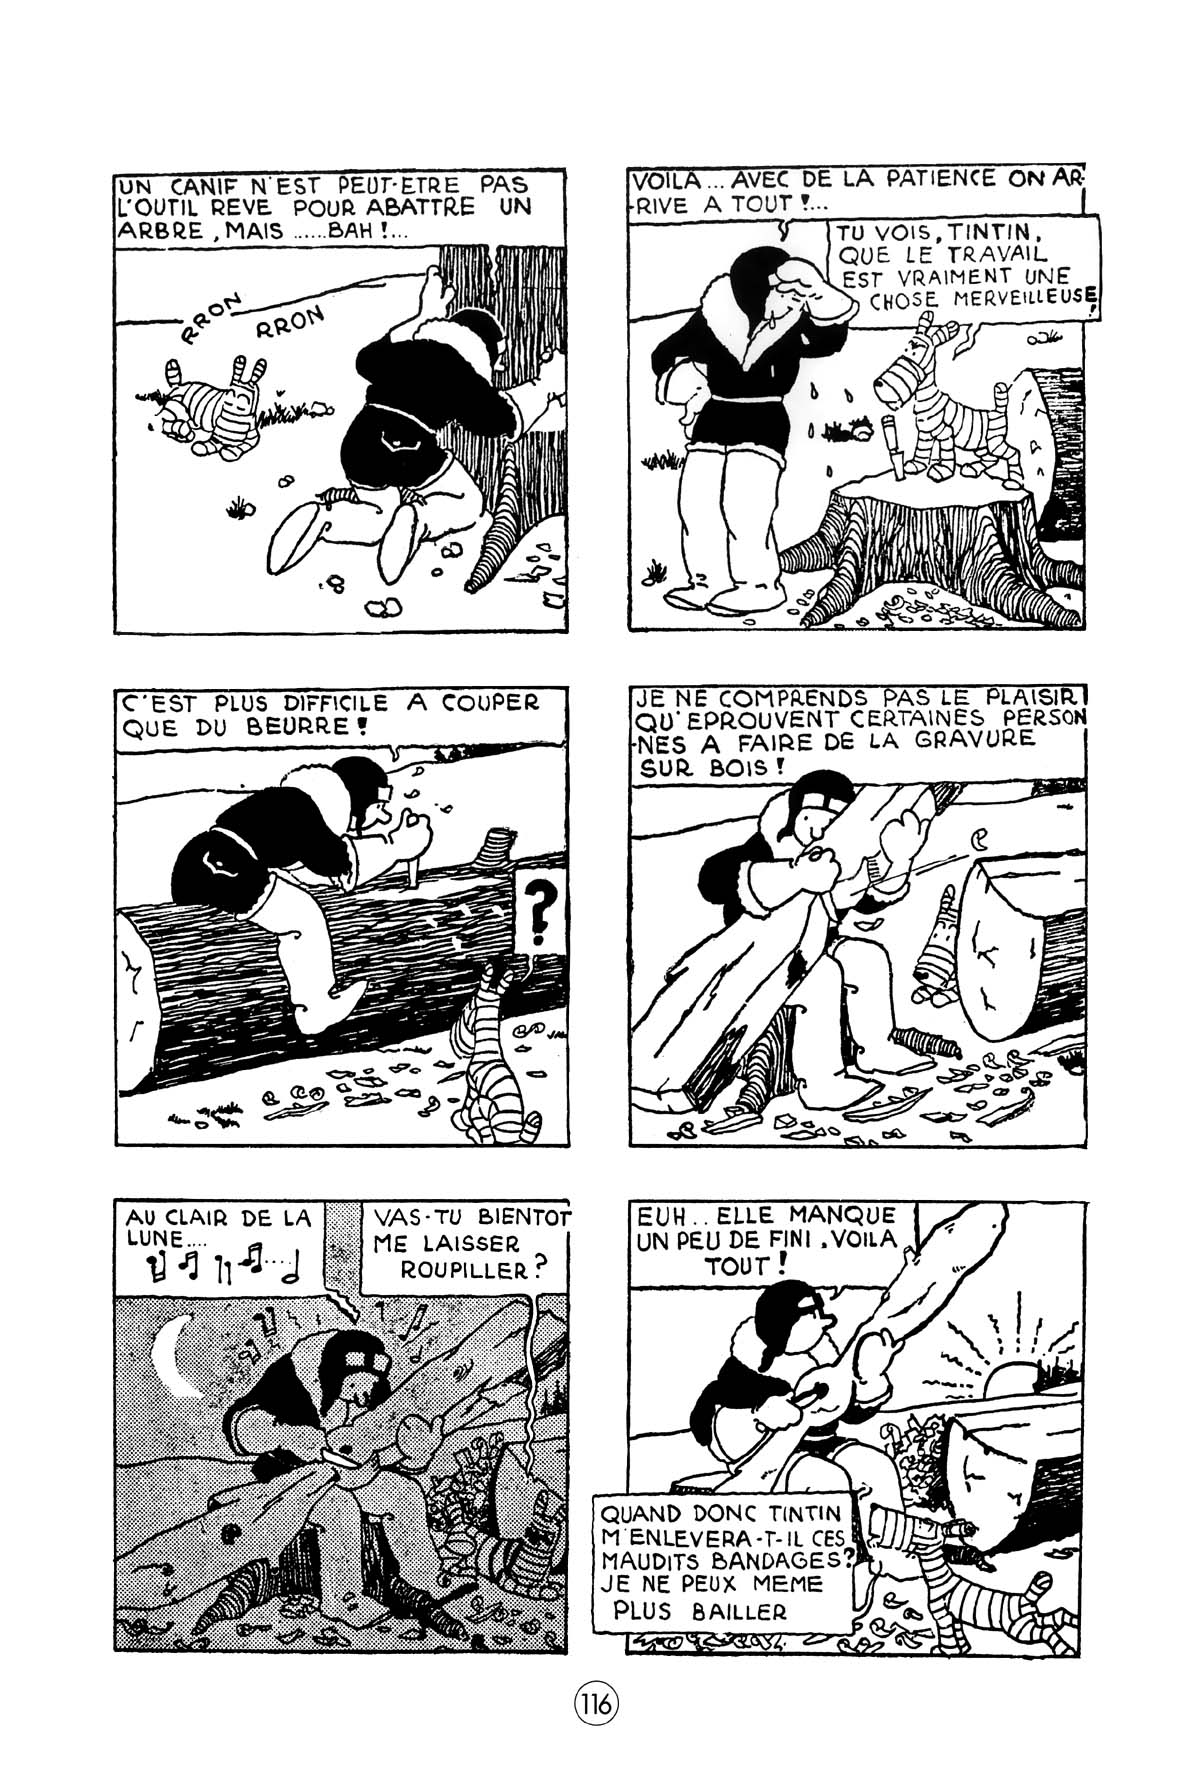 UN CANIF N'EST PEUT-ETRE PAS
L'OUTIL REVE POUR ABATTRE UN
ARBRE, MAIS ......BAH!...
RRON
RRON
VOILA... AVEC DE LA PATIENCE ON AR-
-RIVE A TOUT!...
TU VOIS, TINTIN,
QUE LE TRAVAIL
EST VRAIMENT UNE
CHOSE MERVEILLEUSE
!
C'EST PLUS DIFFICILE A COUPER
QUE DU BEURRE!
?
JE NE COMPRENDS PAS LE PLAISIR
QU'EPROUVENT CERTAINES PERSON
-NES A FAIRE DE LA GRAVURE
SUR BOIS!
AU CLAIR DE LA
LUNE....
VAS-TU BIENTOT
ME LAISSER
ROUPILLER?
EUH.. ELLE MANQUE
UN PEU DE FINI, VOILA
TOUT!
QUAND DONC TINTIN
M'ENLEVERA-T-IL CES
MAUDITS BANDAGES?
JE NE PEUX MEME
PLUS BAILLER
116